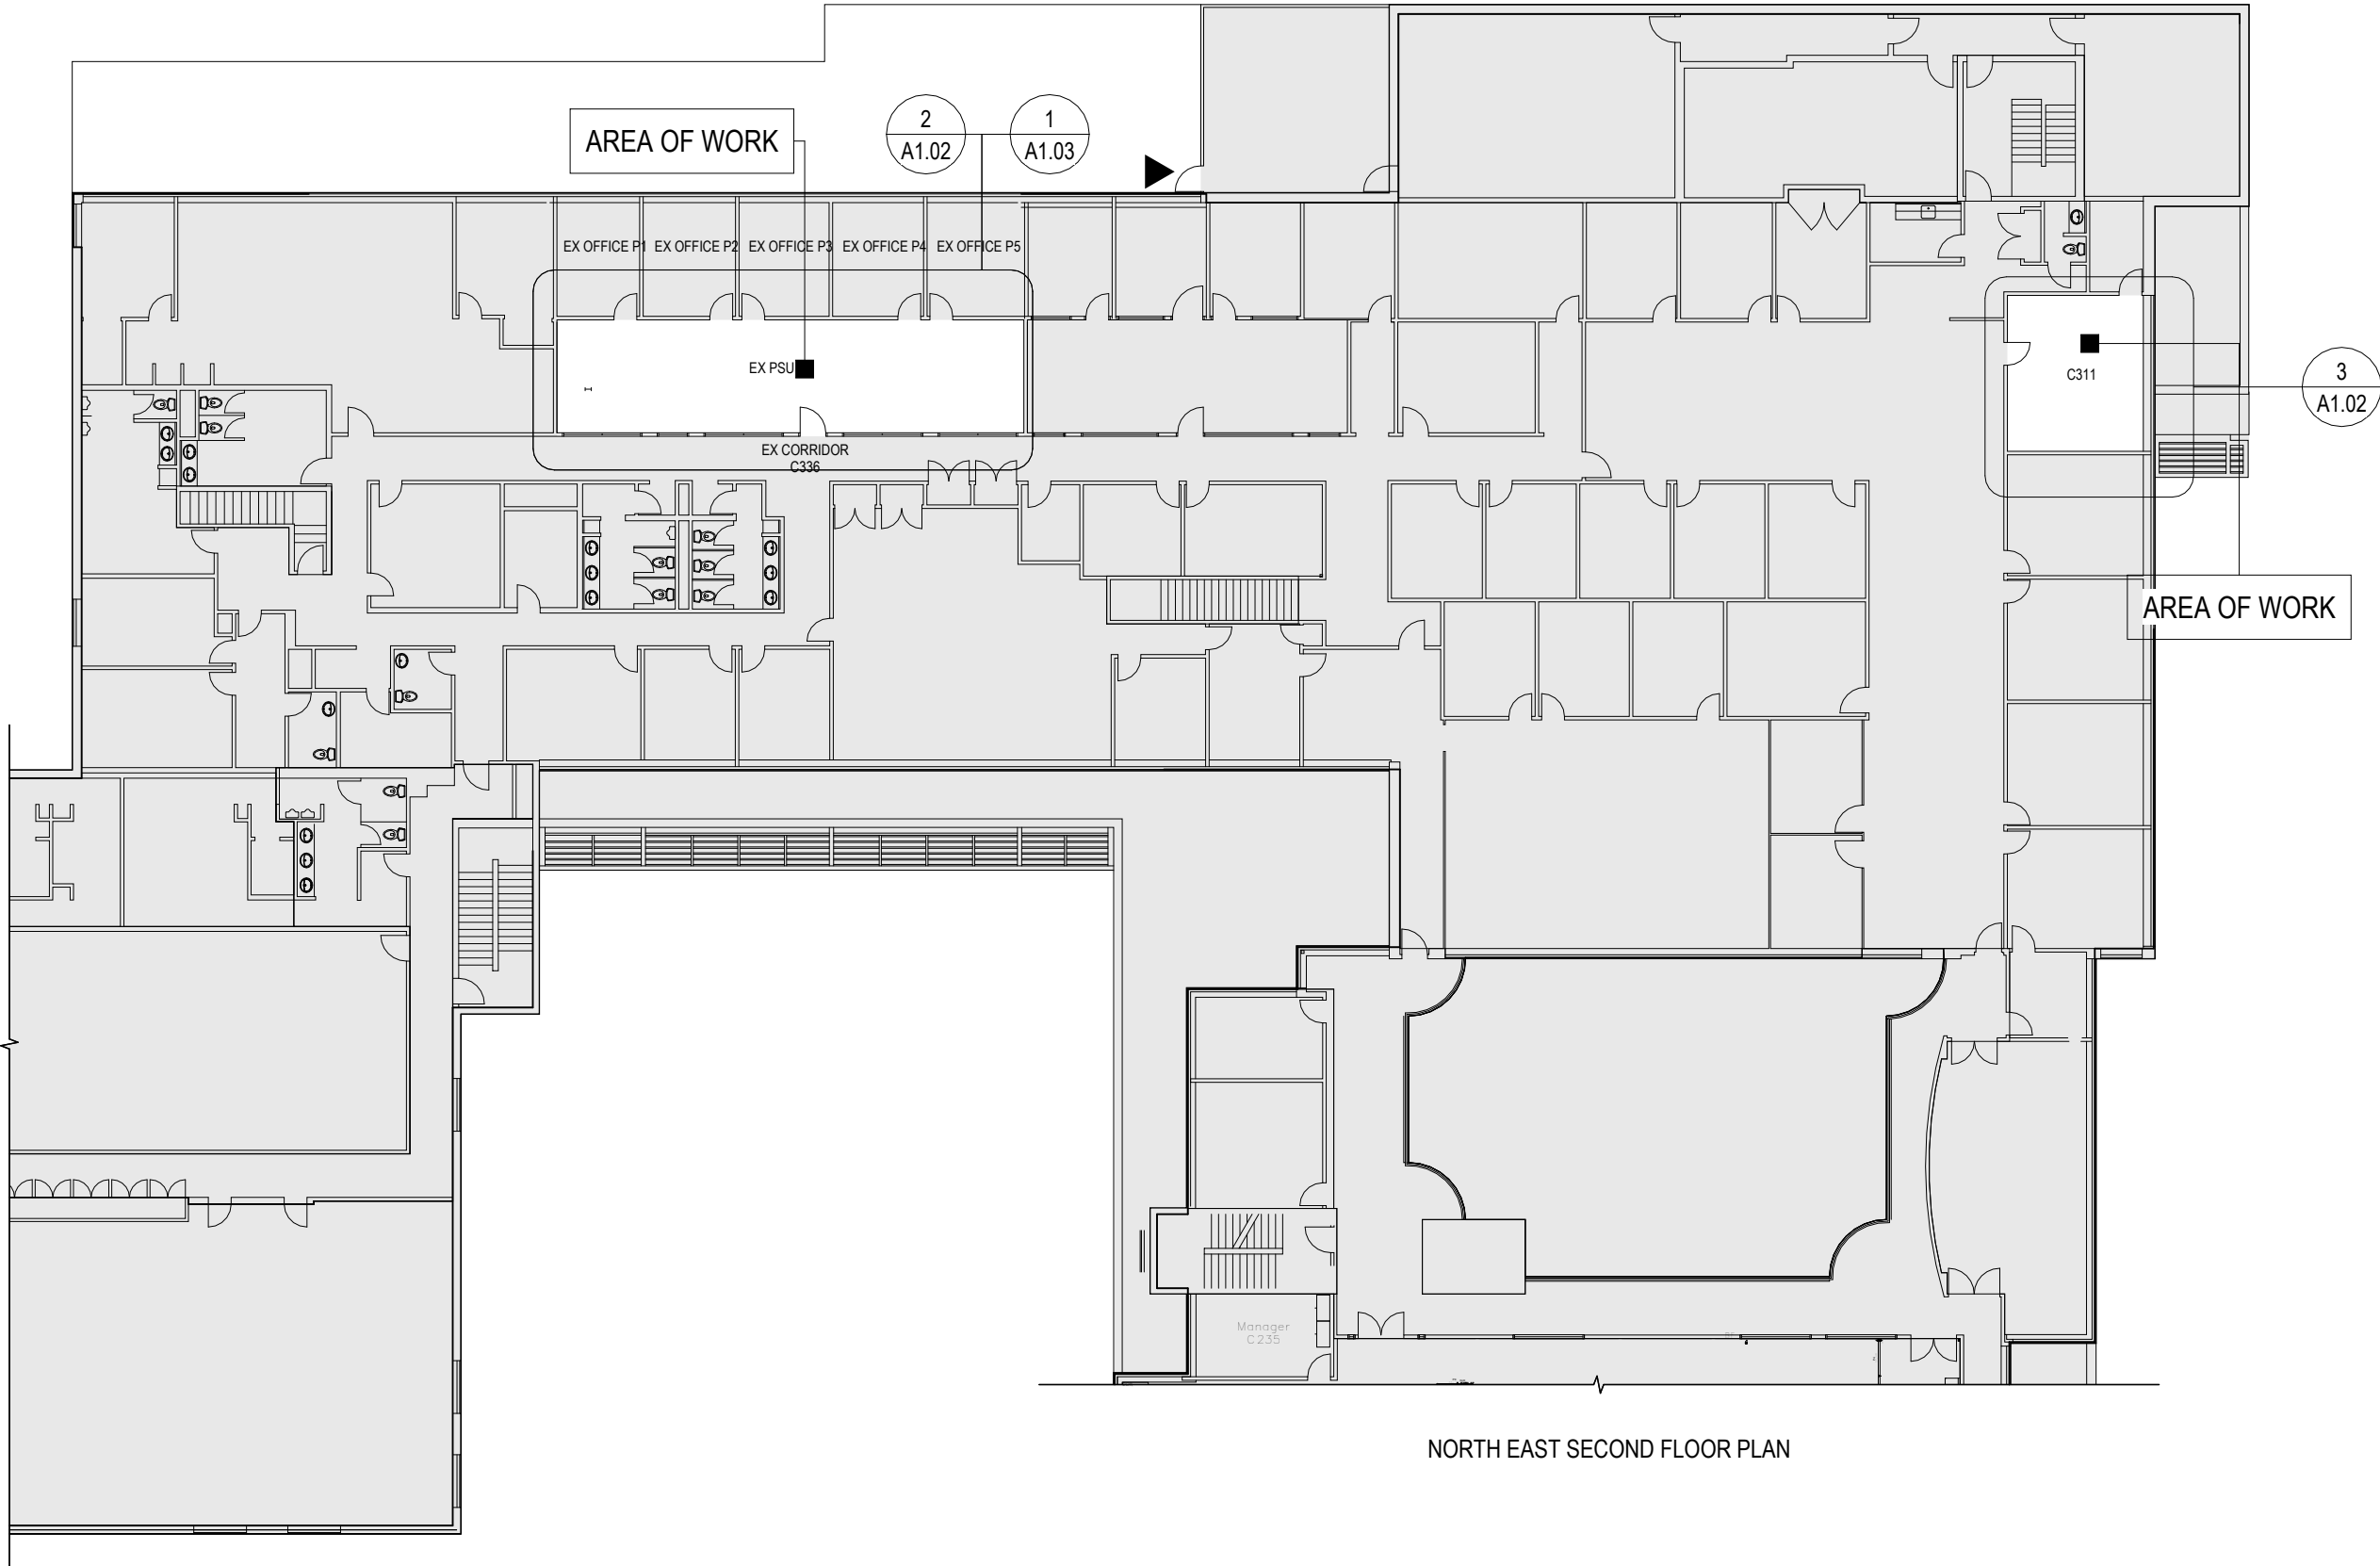 2
1
AREA OF WORK
A1.02
A1.03
EX OFFICE P1
EX OFFICE P2
EX OFFICE P3
EX OFFICE P4
EX OFFICE P5
EX PSU
C311
3
A1.02
EX CORRIDOR
C336
AREA OF WORK
Manager
C235
NORTH EAST SECOND FLOOR PLAN